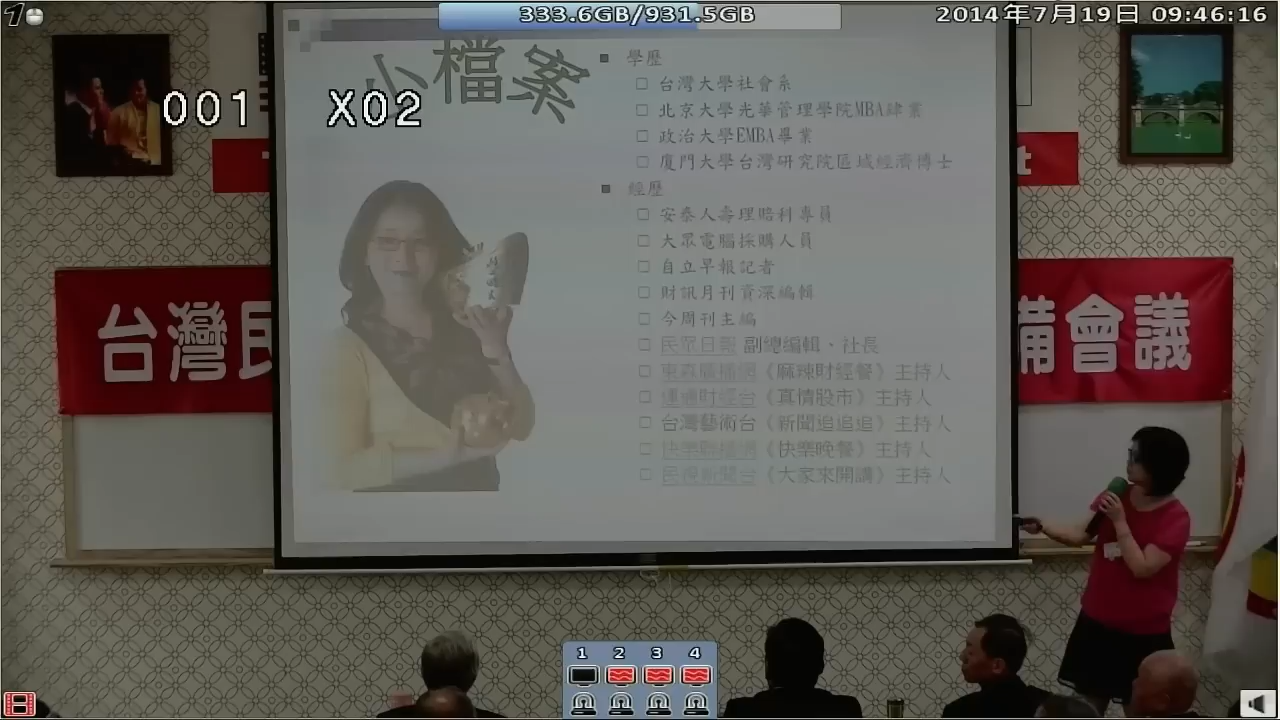 333.6GB/931.5GB
2014年7月19日 09:46:16
001 X02
小檔案
學歷
台灣大學社會系
北京大學光華管理學院MBA肄業
政治大學EMBA畢業
廈門大學台灣研究院區域經濟博士
經歷
安泰人壽理賠科專員
大眾電腦採購人員
自立早報記者
財訊月刊資深編輯
今周刊主編
民眾日報 副總編輯、社長
東森廣播網《麻辣財經餐》主持人
運通財經台《真情股市》主持人
台灣藝術台《新聞追追追》主持人
快樂聯播網《快樂晚餐》主持人
民視新聞台《大家來開講》主持人
t
台灣民
備會議
1 2 3 4